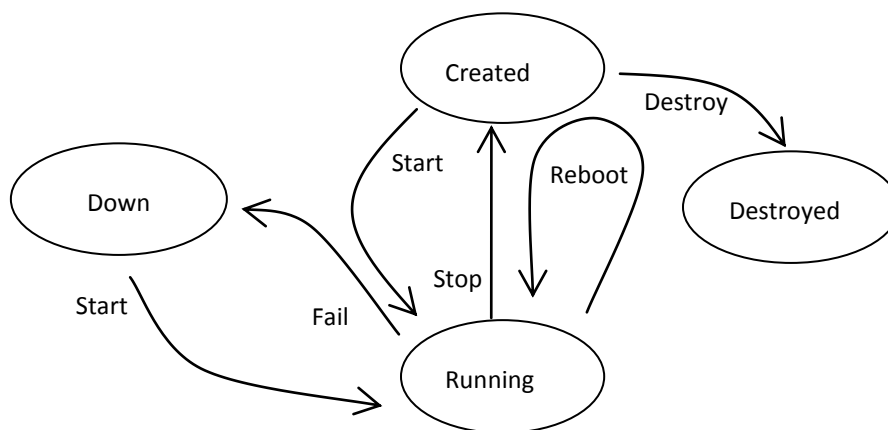 Created
Destroy
Start
Reboot
Down
Destroyed
Stop
Start
Fail
Running